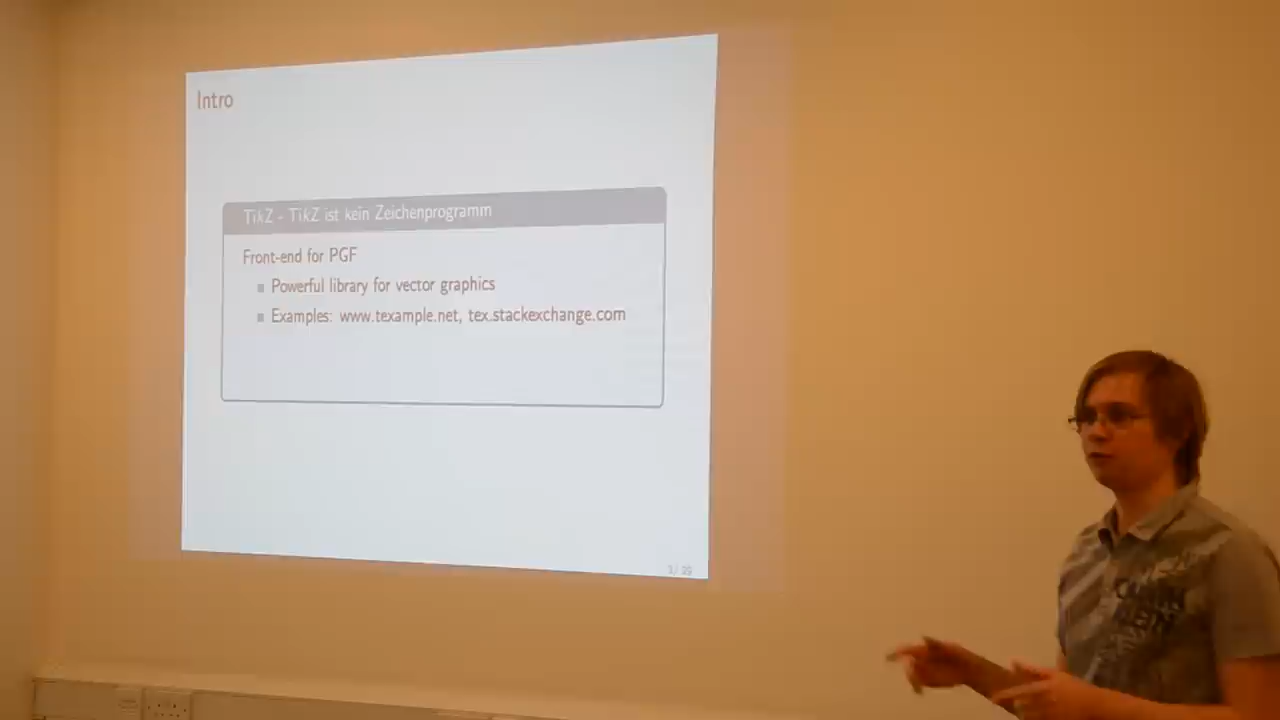 Intro
TikZ - TikZ ist kein Zeichenprogramm
Front-end for PGF
Powerful library for vector graphics
Examples: www.texample.net, tex.stackexchange.com